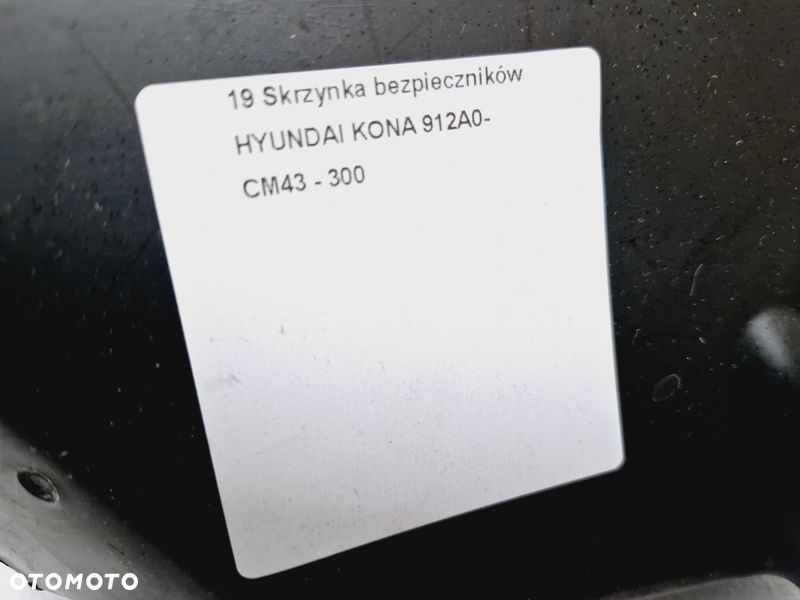 19 Skrzynka bezpieczników
HYUNDAI KONA 912A0-
CM43 - 300
OTOMOTO